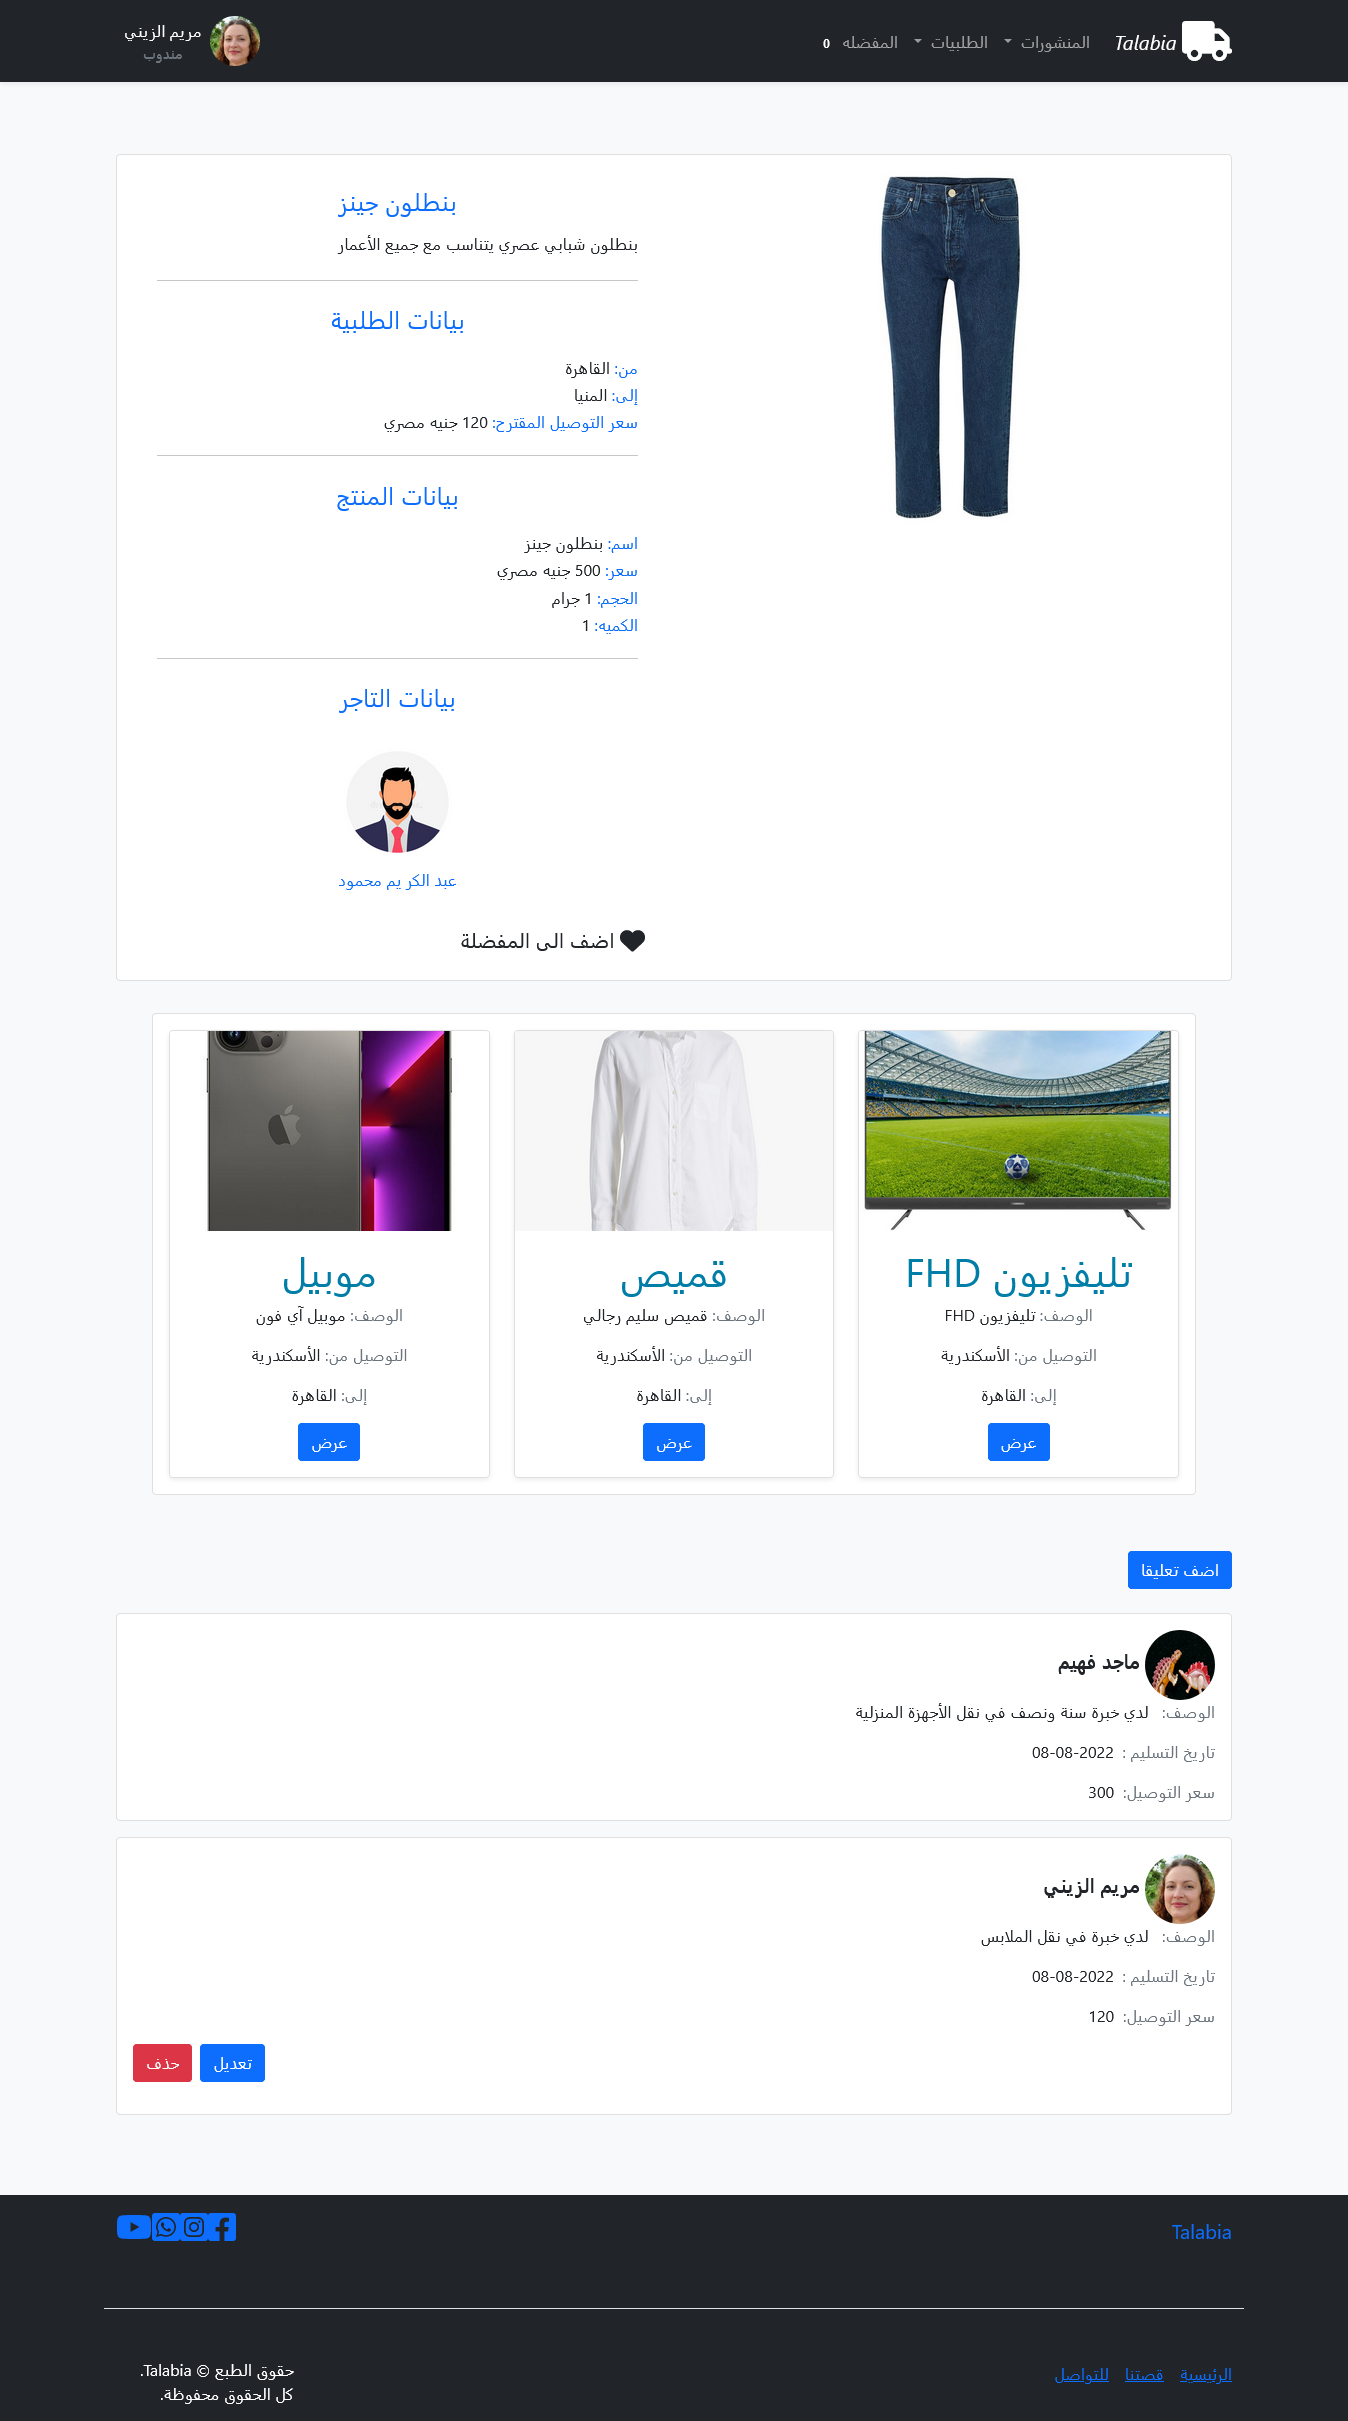 Talabia
المنشورات
الطلبيات
المفضله 0
مريم الزيني
مندوب
بنطلون جينز
بنطلون شبابي عصري يتناسب مع جميع الأعمار
بيانات الطلبية
من: القاهرة
إلى: المنيا
سعر التوصيل المقترح: 120 جنيه مصري
بيانات المنتج
اسم: بنطلون جينز
سعر: 500 جنيه مصري
الحجم: 1 جرام
الكميه: 1
بيانات التاجر
عبد الكريم محمود
اضف الى المفضلة
تليفزيون FHD
الوصف: تليفزيون FHD
التوصيل من: الأسكندرية
إلى: القاهرة
عرض
قميص
الوصف: قميص سليم رجالي
التوصيل من: الأسكندرية
إلى: القاهرة
عرض
موبيل
الوصف: موبيل آي فون
التوصيل من: الأسكندرية
إلى: القاهرة
عرض
اضف تعليقا
ماجد فهيم
الوصف: لدي خبرة سنة ونصف في نقل الأجهزة المنزلية
تاريخ التسليم : 2022-08-08
سعر التوصيل: 300
مريم الزيني
الوصف: لدي خبرة في نقل الملابس
تاريخ التسليم : 2022-08-08
سعر التوصيل: 120
تعديل
حذف
Talabia
الرئيسية
قصتنا
للتواصل
حقوق الطبع © Talabia.
كل الحقوق محفوظة.